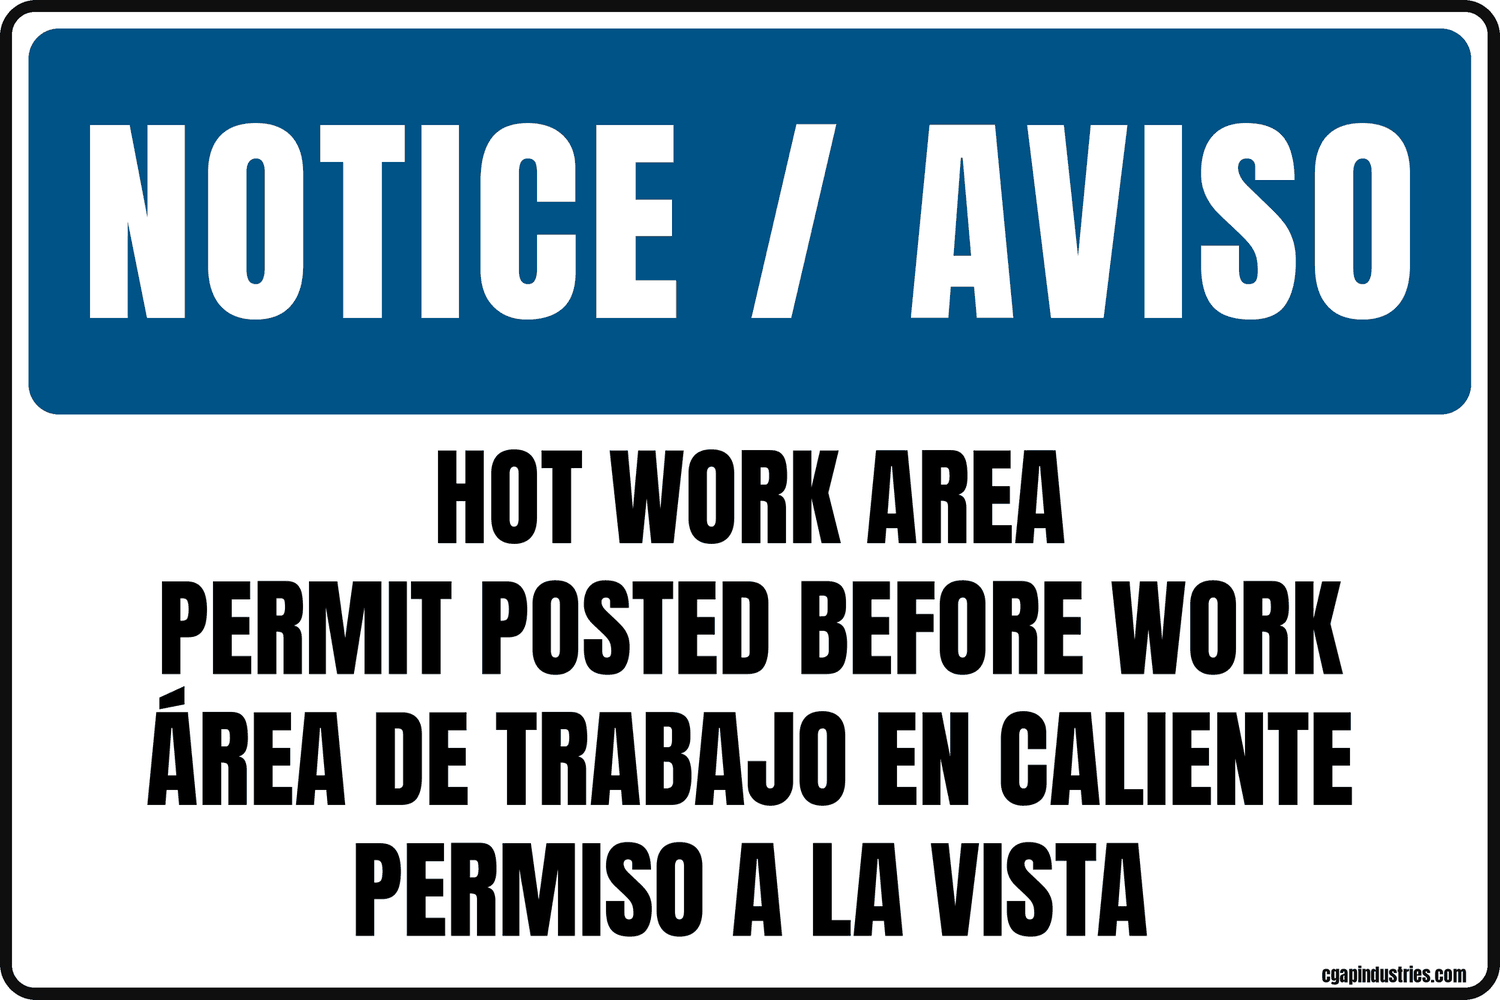 NOTICE / AVISO
HOT WORK AREA
PERMIT POSTED BEFORE WORK
ÁREA DE TRABAJO EN CALIENTE
PERMISO A LA VISTA
cgapindustries.com